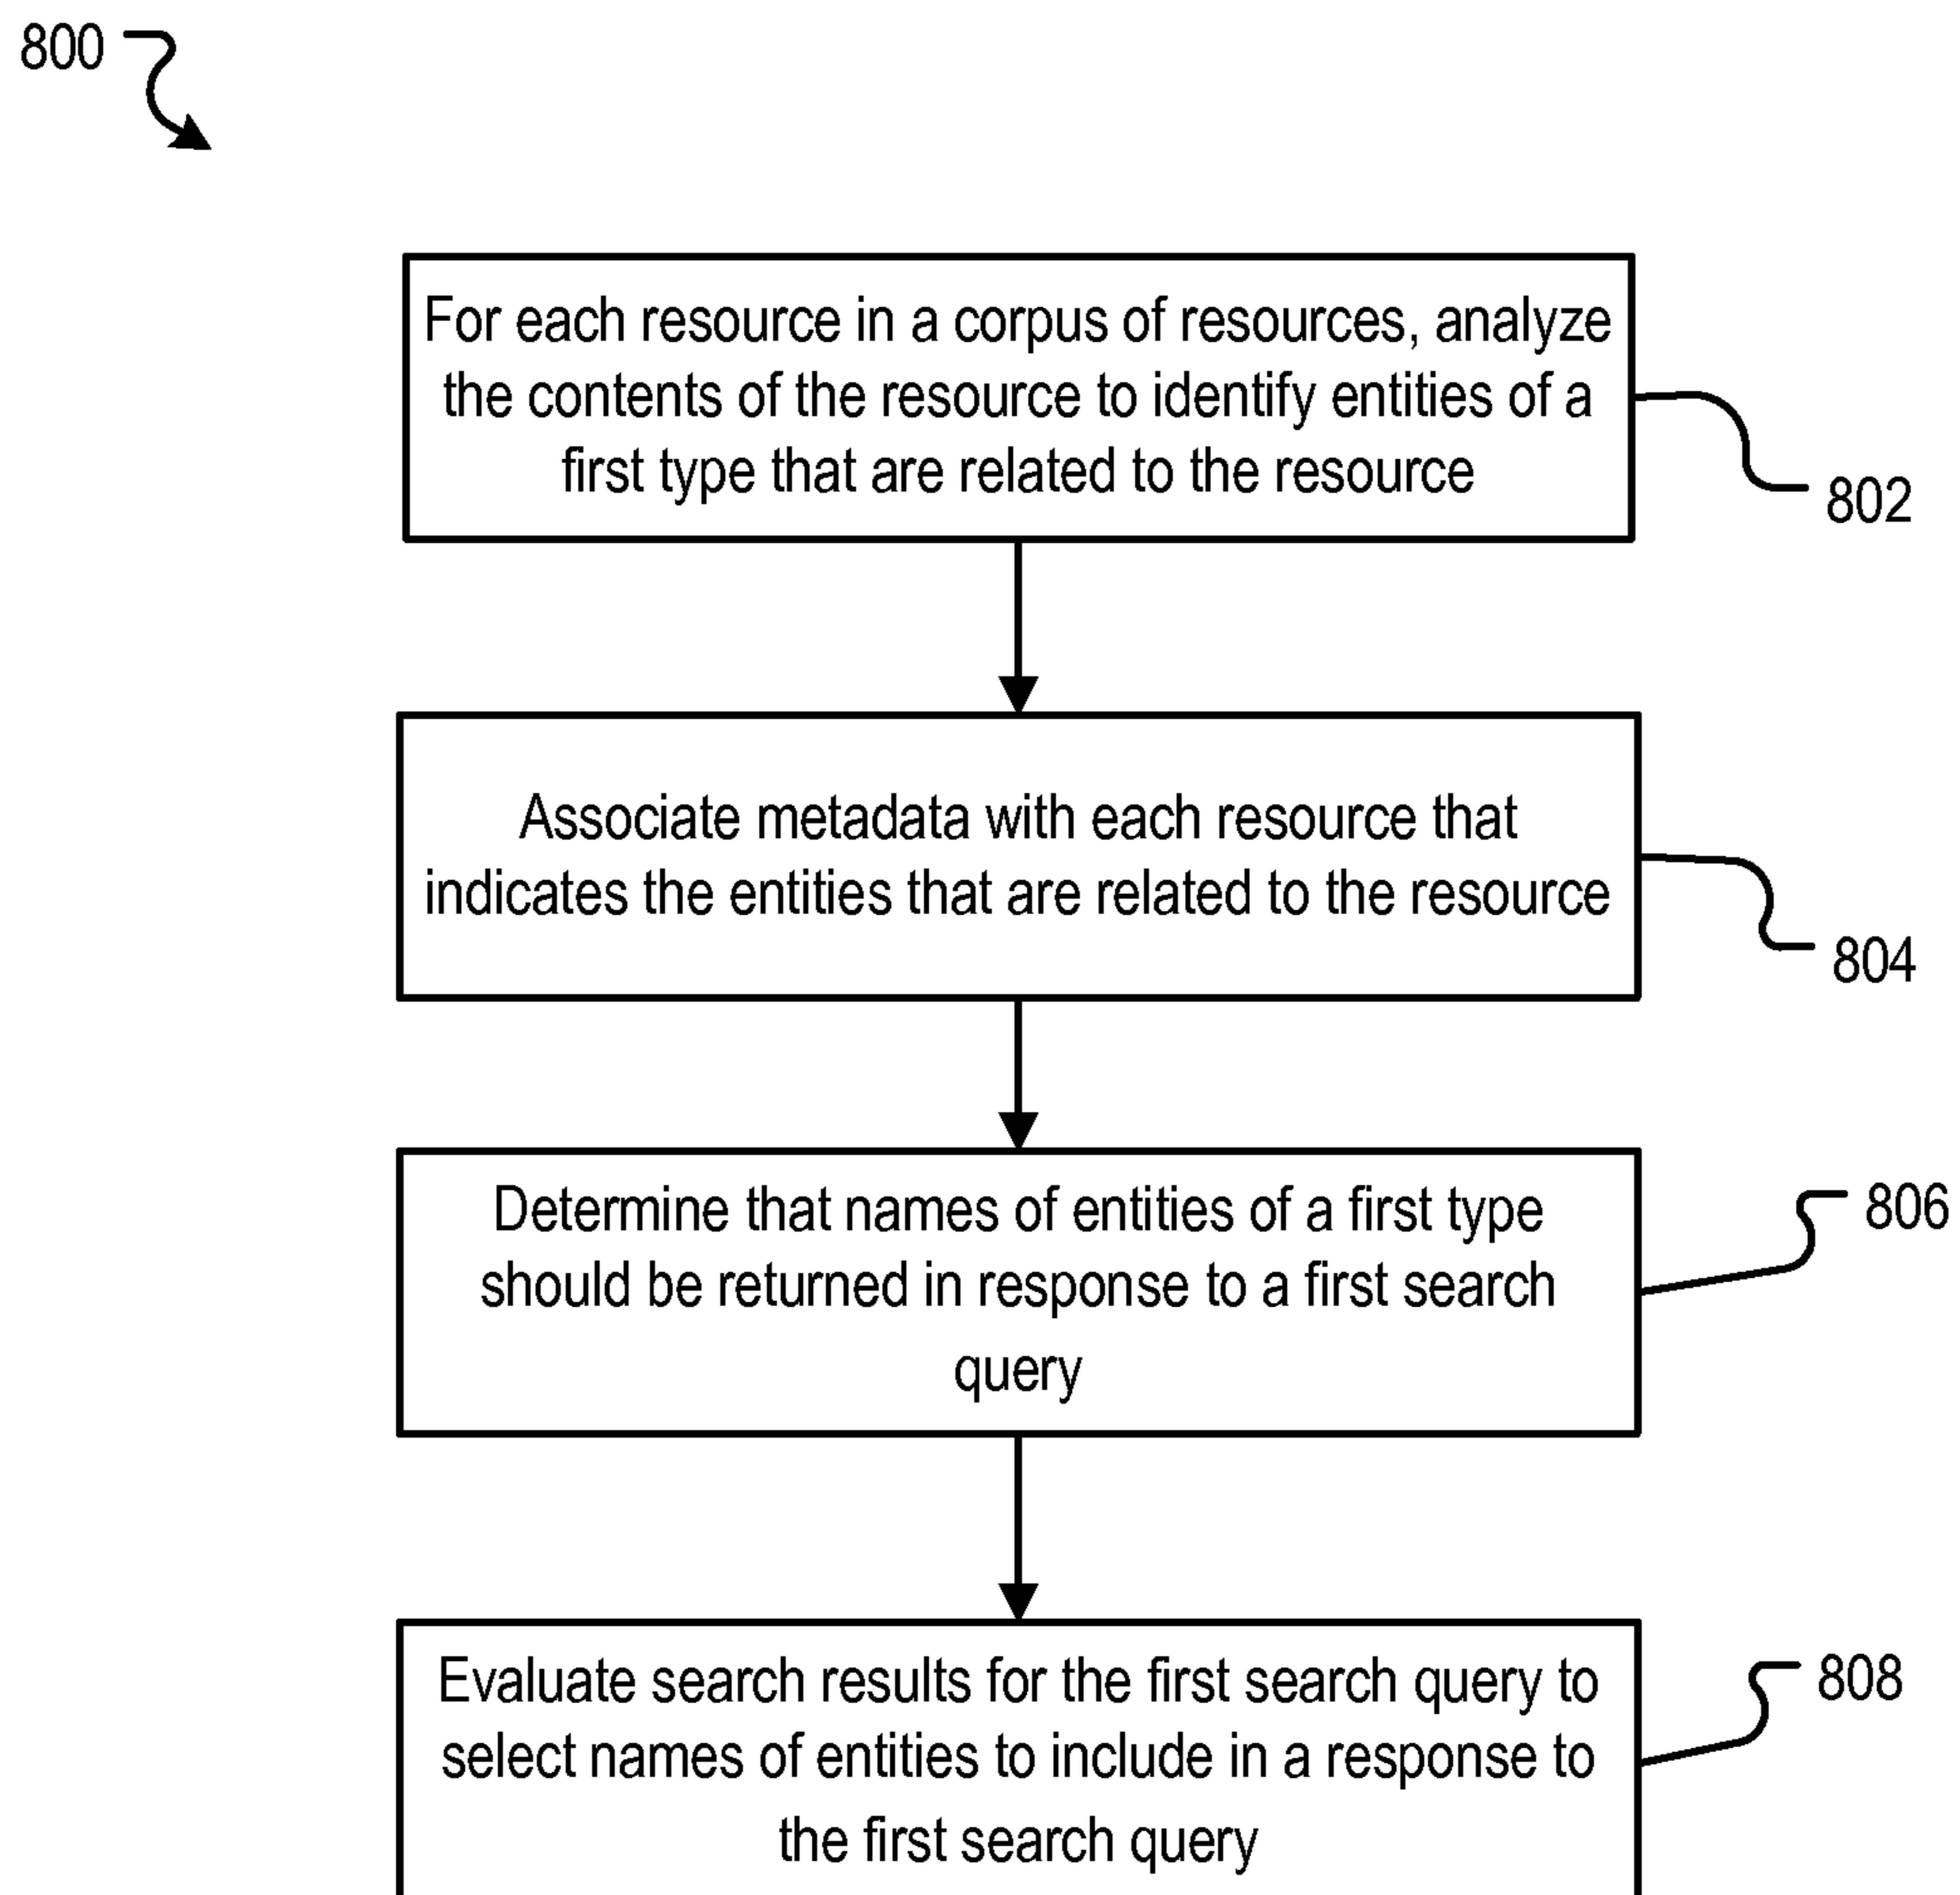 800
For each resource in a corpus of resources, analyze
the contents of the resource to identify entities of a
first type that are related to the resource
802
Associate metadata with each resource that
indicates the entities that are related to the resource
804
Determine that names of entities of a first type
should be returned in response to a first search
query
806
Evaluate search results for the first search query to
select names of entities to include in a response to
the first search query
808